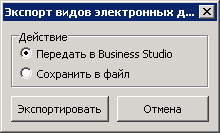 Экспорт видов электронных д...
Действие
Передать в Business Studio
Сохранить в файл
Экспортировать
Отмена